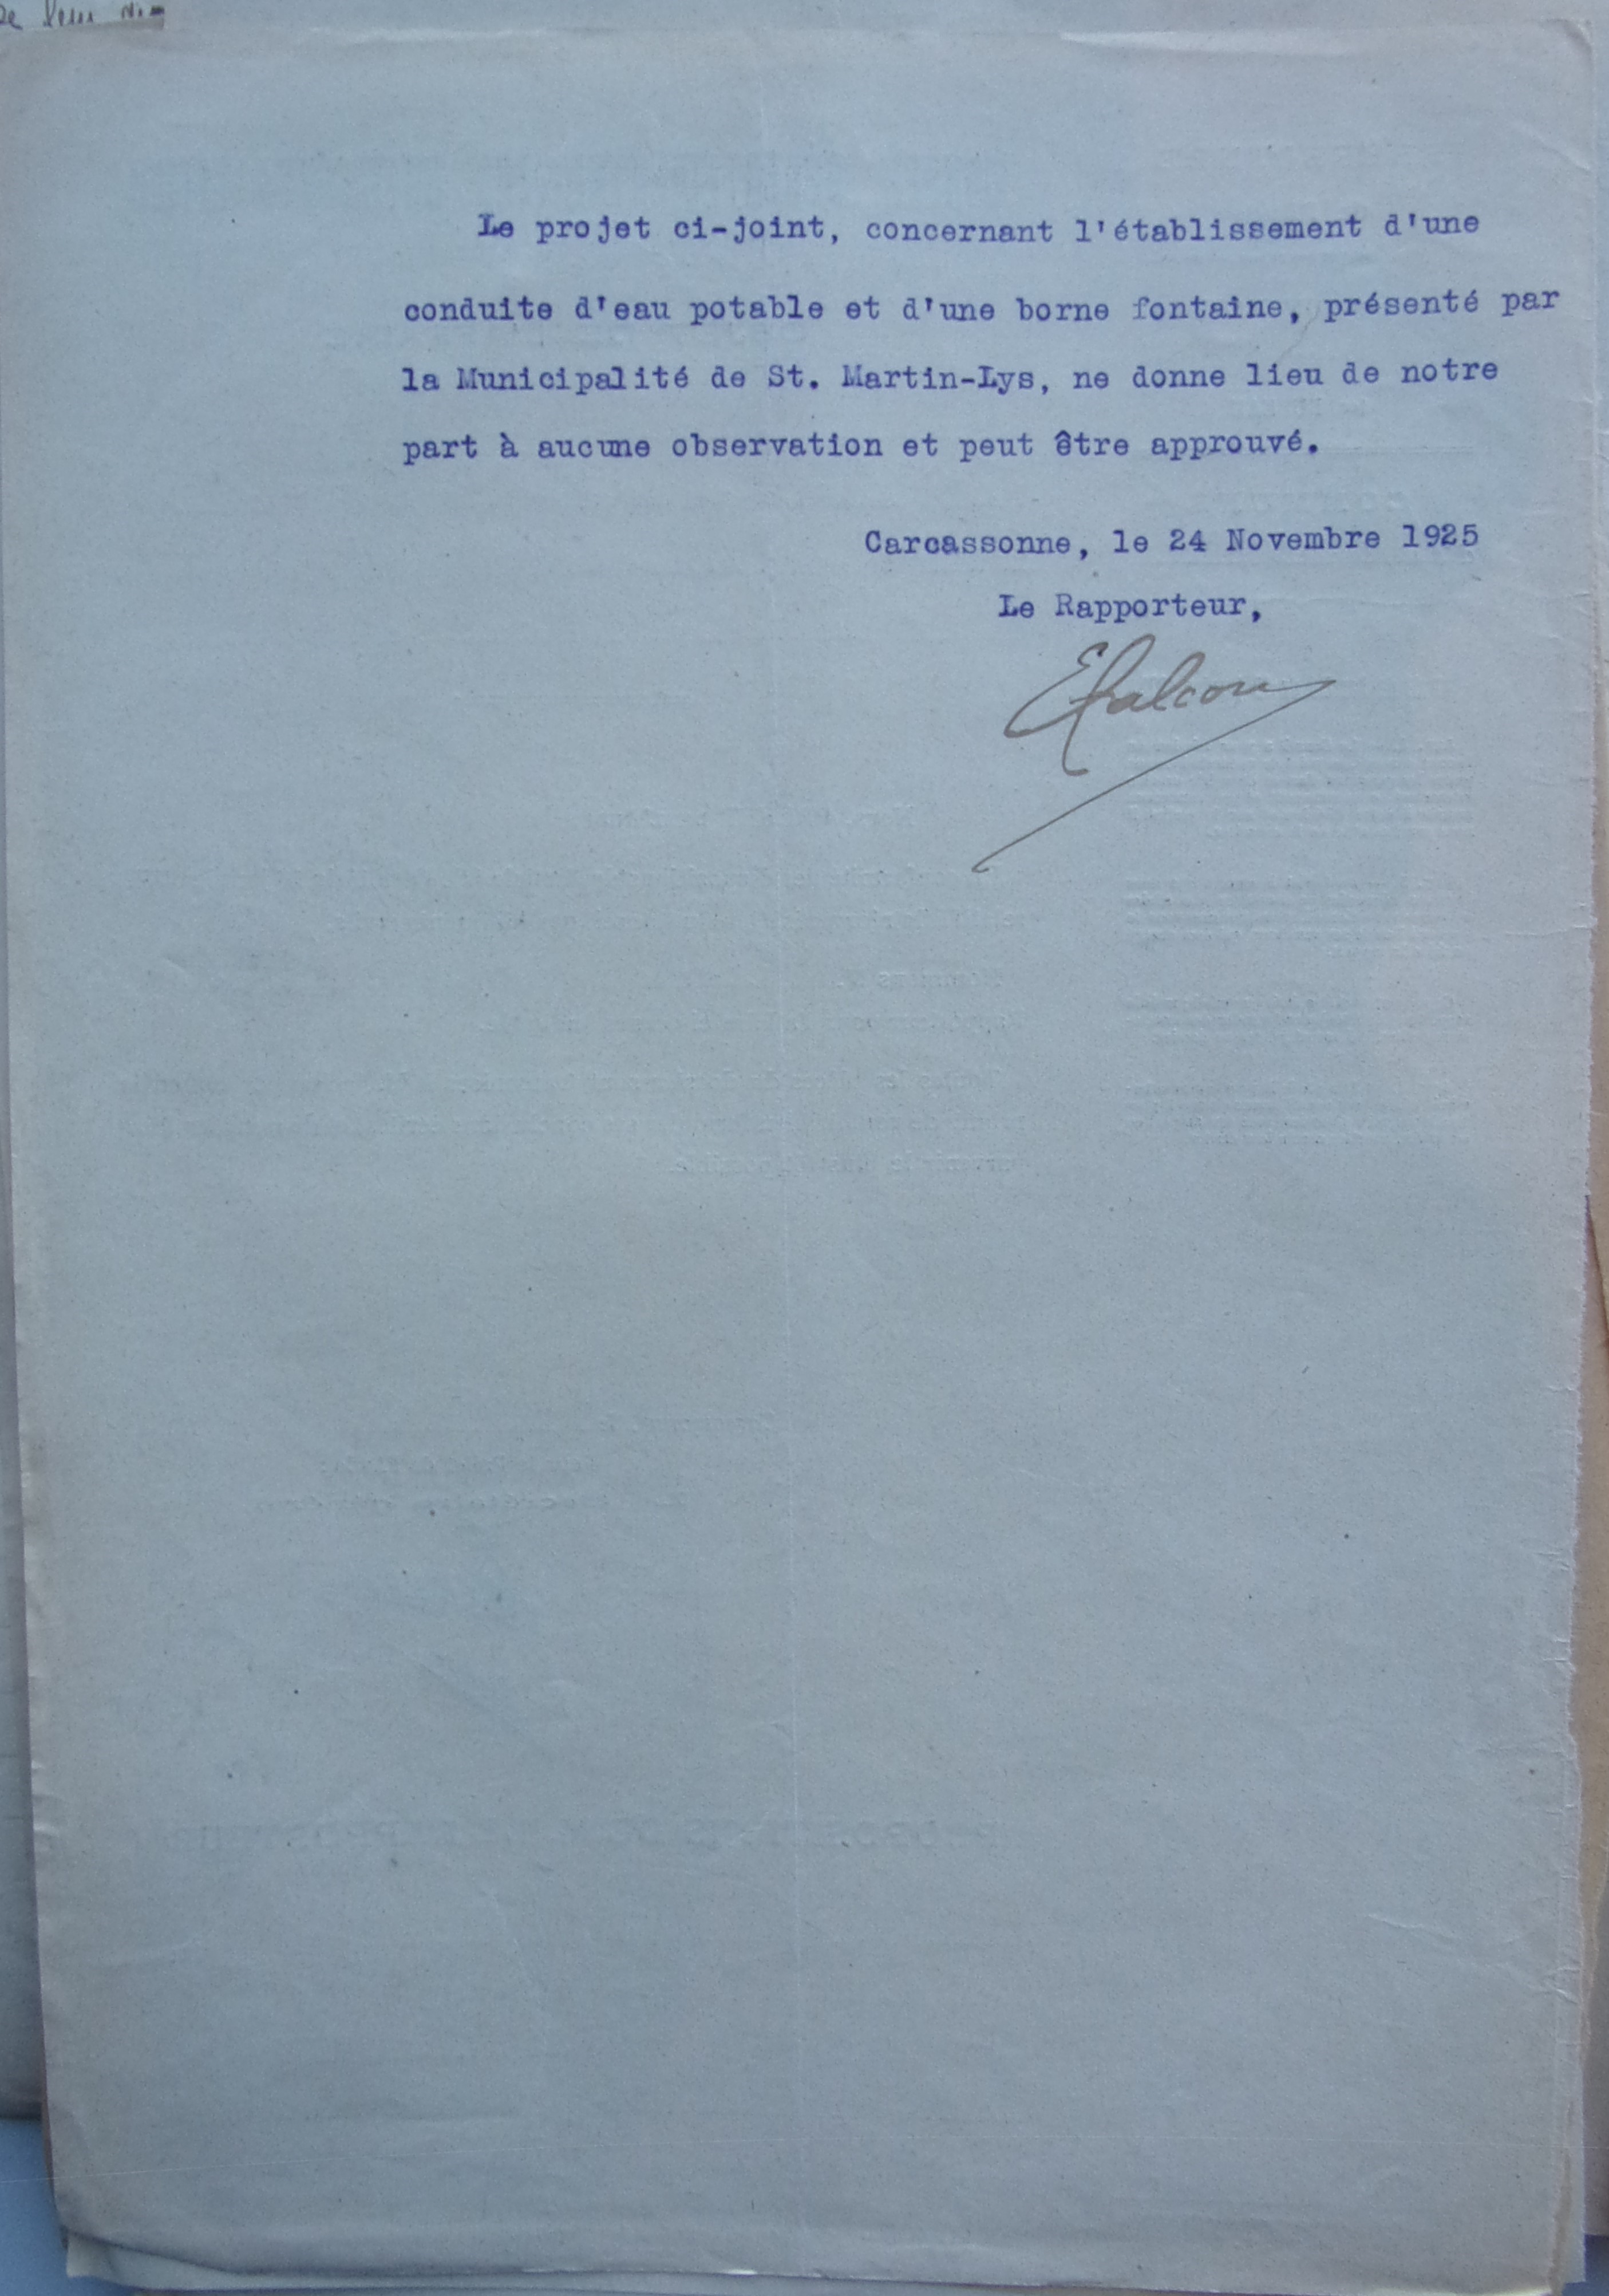 Le projet ci-joint, concernant l'établissement d'une
conduite d'eau potable et d'une borne fontaine, présenté par
la Municipalité de St. Martin-Lys, ne donne lieu de notre
part à aucune observation et peut être approuvé.
Carcassonne, le 24 Novembre 1925
Le Rapporteur,